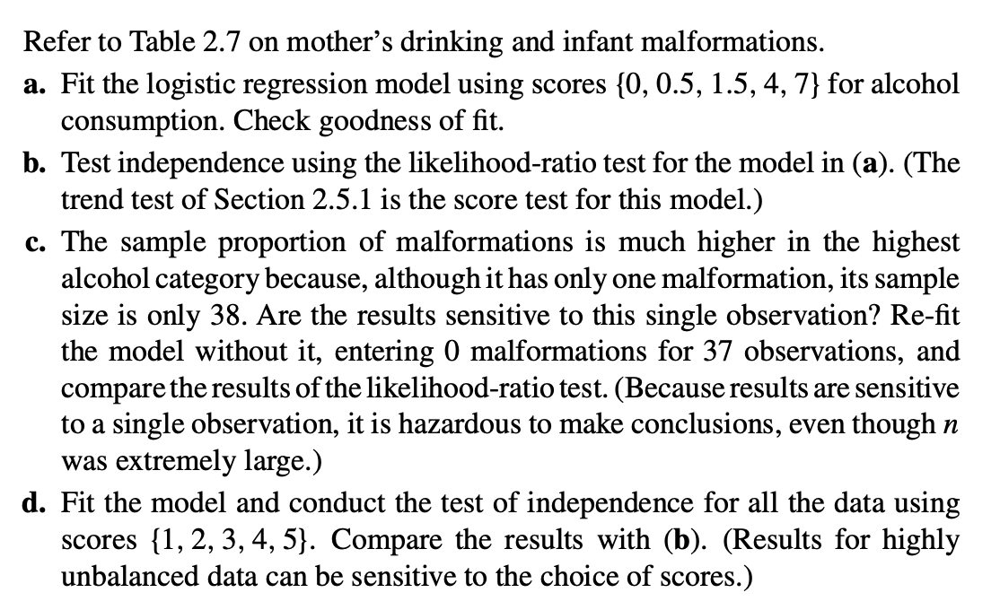 Refer to Table 2.7 on mother’s drinking and infant malformations.
a. Fit the logistic regression model using scores {0, 0.5, 1.5, 4, 7} for alcohol
consumption. Check goodness of fit.
b. Test independence using the likelihood-ratio test for the model in (a). (The
trend test of Section 2.5.1 is the score test for this model.)
c. The sample proportion of malformations is much higher in the highest
alcohol category because, although it has only one malformation, its sample
size is only 38. Are the results sensitive to this single observation? Re-fit
the model without it, entering 0 malformations for 37 observations, and
compare the results of the likelihood-ratio test. (Because results are sensitive
to a single observation, it is hazardous to make conclusions, even though n
was extremely large.)
d. Fit the model and conduct the test of independence for all the data using
scores {1, 2, 3, 4, 5}. Compare the results with (b). (Results for highly
unbalanced data can be sensitive to the choice of scores.)